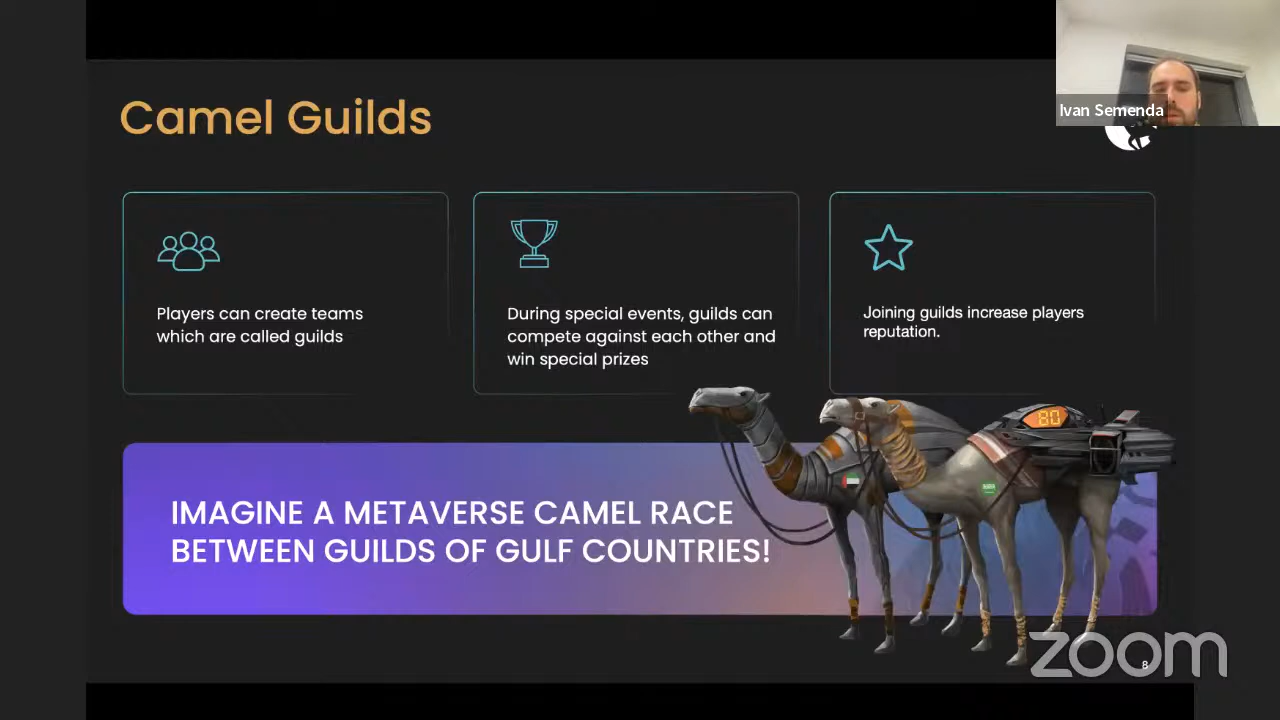 Ivan Semenda
Camel Guilds
Players can create teams
which are called guilds
During special events, guilds can
compete against each other and
win special prizes
Joining guilds increase players
reputation.
80
IMAGINE A METAVERSE CAMEL RACE
BETWEEN GUILDS OF GULF COUNTRIES!
zoom
8